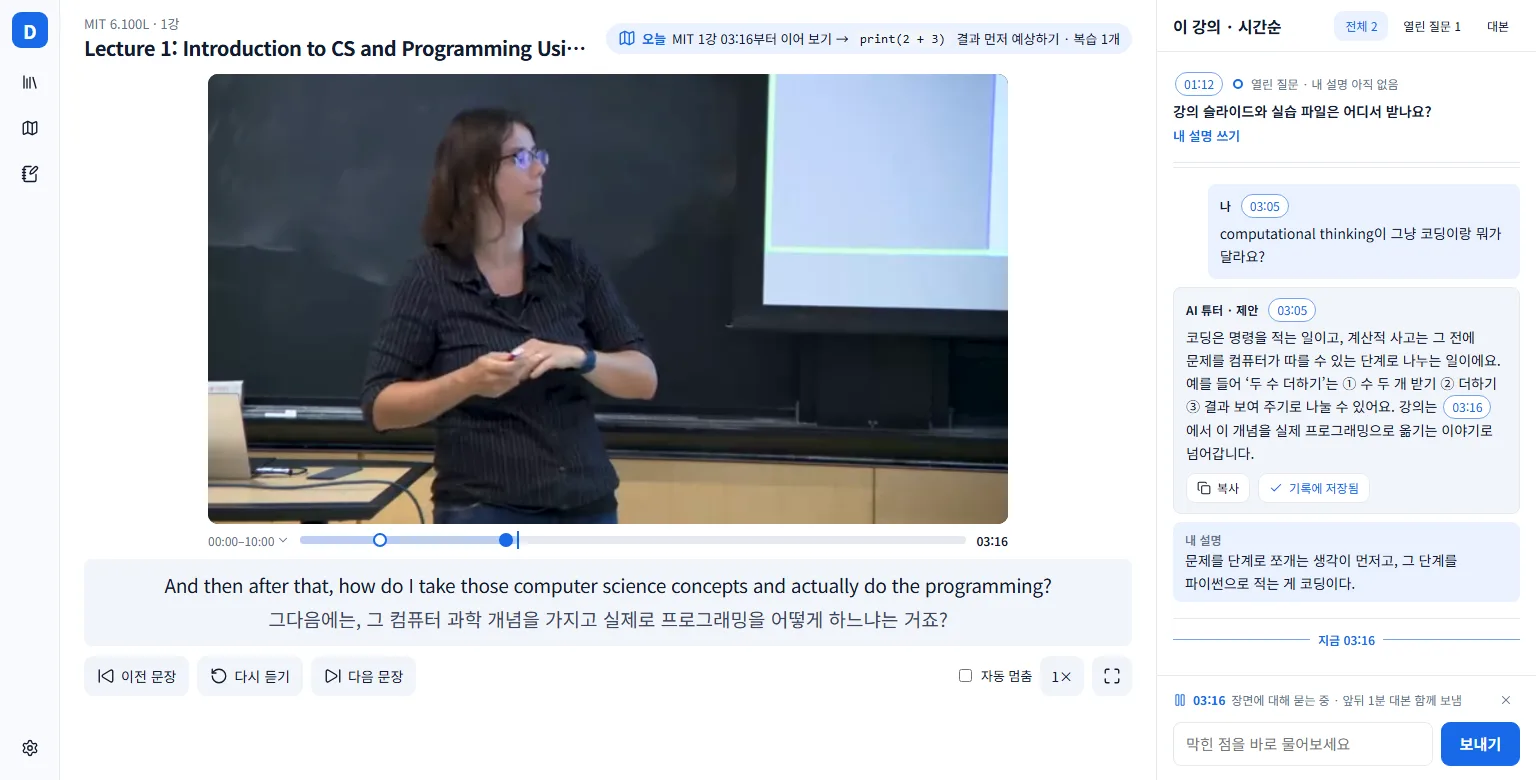 D
MIT 6.100L · 1강
Lecture 1: Introduction to CS and Programming Usi···
오늘 MIT 1강 03:16부터 이어 보기 → print(2 + 3) 결과 먼저 예상하기 · 복습 1개
00:00–10:00
03:16
And then after that, how do I take those computer science concepts and actually do the programming?
그다음에는, 그 컴퓨터 과학 개념을 가지고 실제로 프로그래밍을 어떻게 하느냐는 거죠?
이전 문장
다시 듣기
다음 문장
자동 멈춤
1×
이 강의 · 시간순
전체 2
열린 질문 1
대본
01:12 열린 질문 · 내 설명 아직 없음
강의 슬라이드와 실습 파일은 어디서 받나요?
내 설명 쓰기
나 03:05
computational thinking이 그냥 코딩이랑 뭐가
달라요?
AI 튜터 · 제안 03:05
코딩은 명령을 적는 일이고, 계산적 사고는 그 전에
문제를 컴퓨터가 따를 수 있는 단계로 나누는 일이에요.
예를 들어 ‘두 수 더하기’는 ① 수 두 개 받기 ② 더하기
③ 결과 보여 주기로 나눌 수 있어요. 강의는 03:16
에서 이 개념을 실제 프로그래밍으로 옮기는 이야기로
넘어갑니다.
복사
기록에 저장됨
내 설명
문제를 단계로 쪼개는 생각이 먼저고, 그 단계를
파이썬으로 적는 게 코딩이다.
지금 03:16
03:16 장면에 대해 묻는 중 · 앞뒤 1분 대본 함께 보냄
막힌 점을 바로 물어보세요
보내기